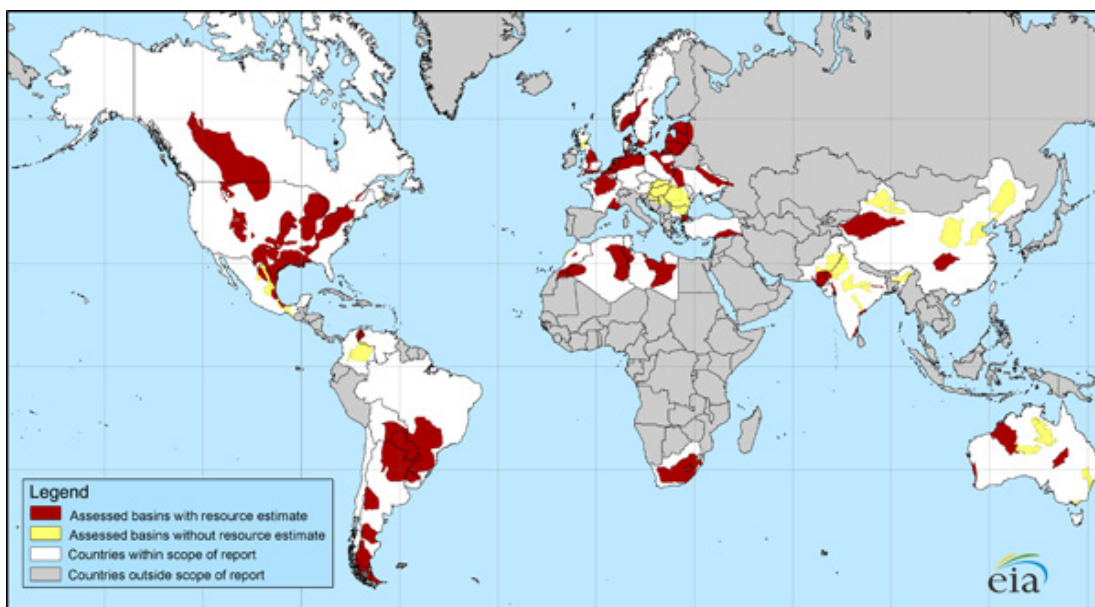 Legend
Assessed basins with resource estimate
Assessed basins without resource estimate
Countries within scope of report
Countries outside scope of report
eia